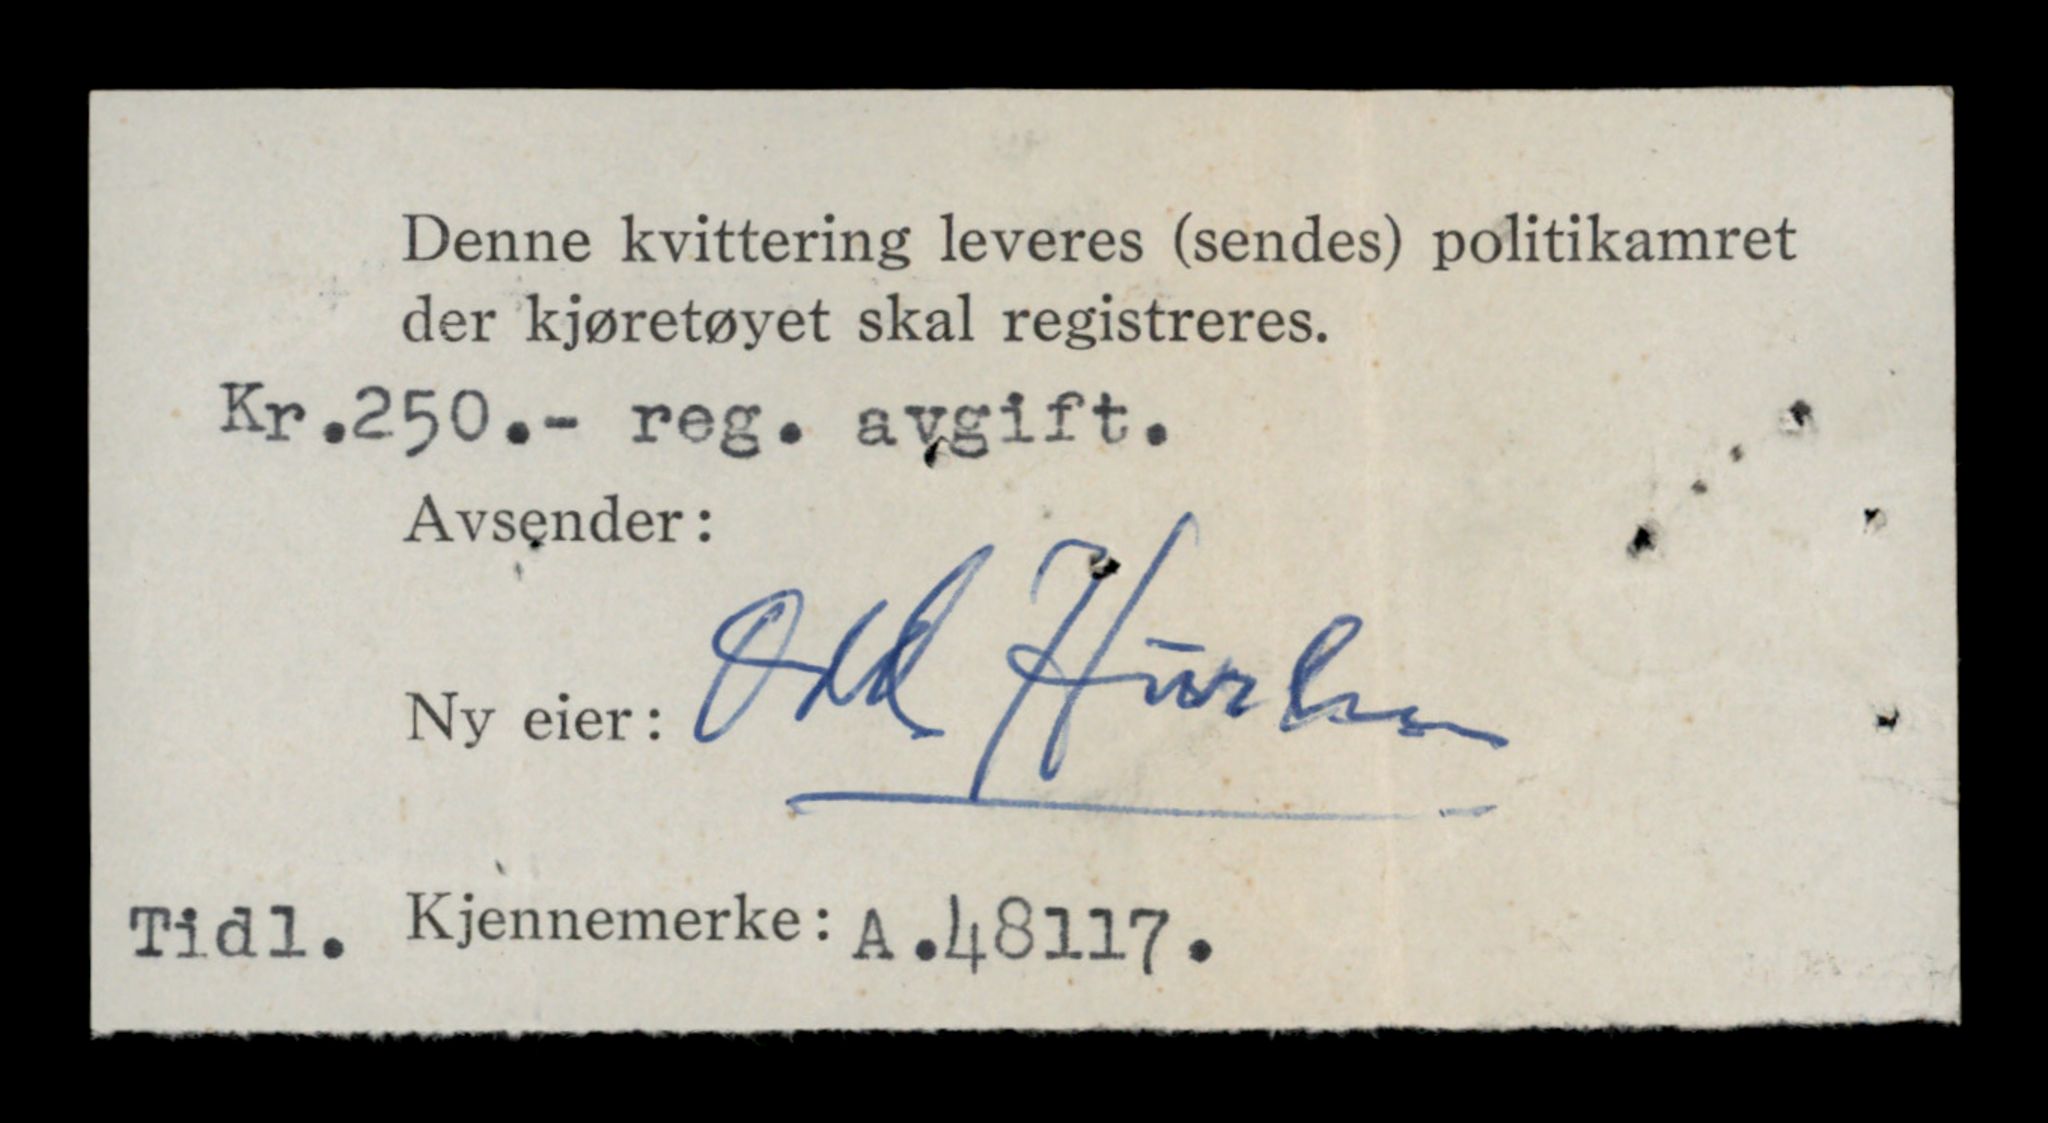 Denne kvittering leveres (sendes) politikamret
der kjøretøyet skal registreres.
Kr.250.- reg. avgift.
Avsender:
Ny eier: Odd
Tidl. Kjennemerke: A.48117.